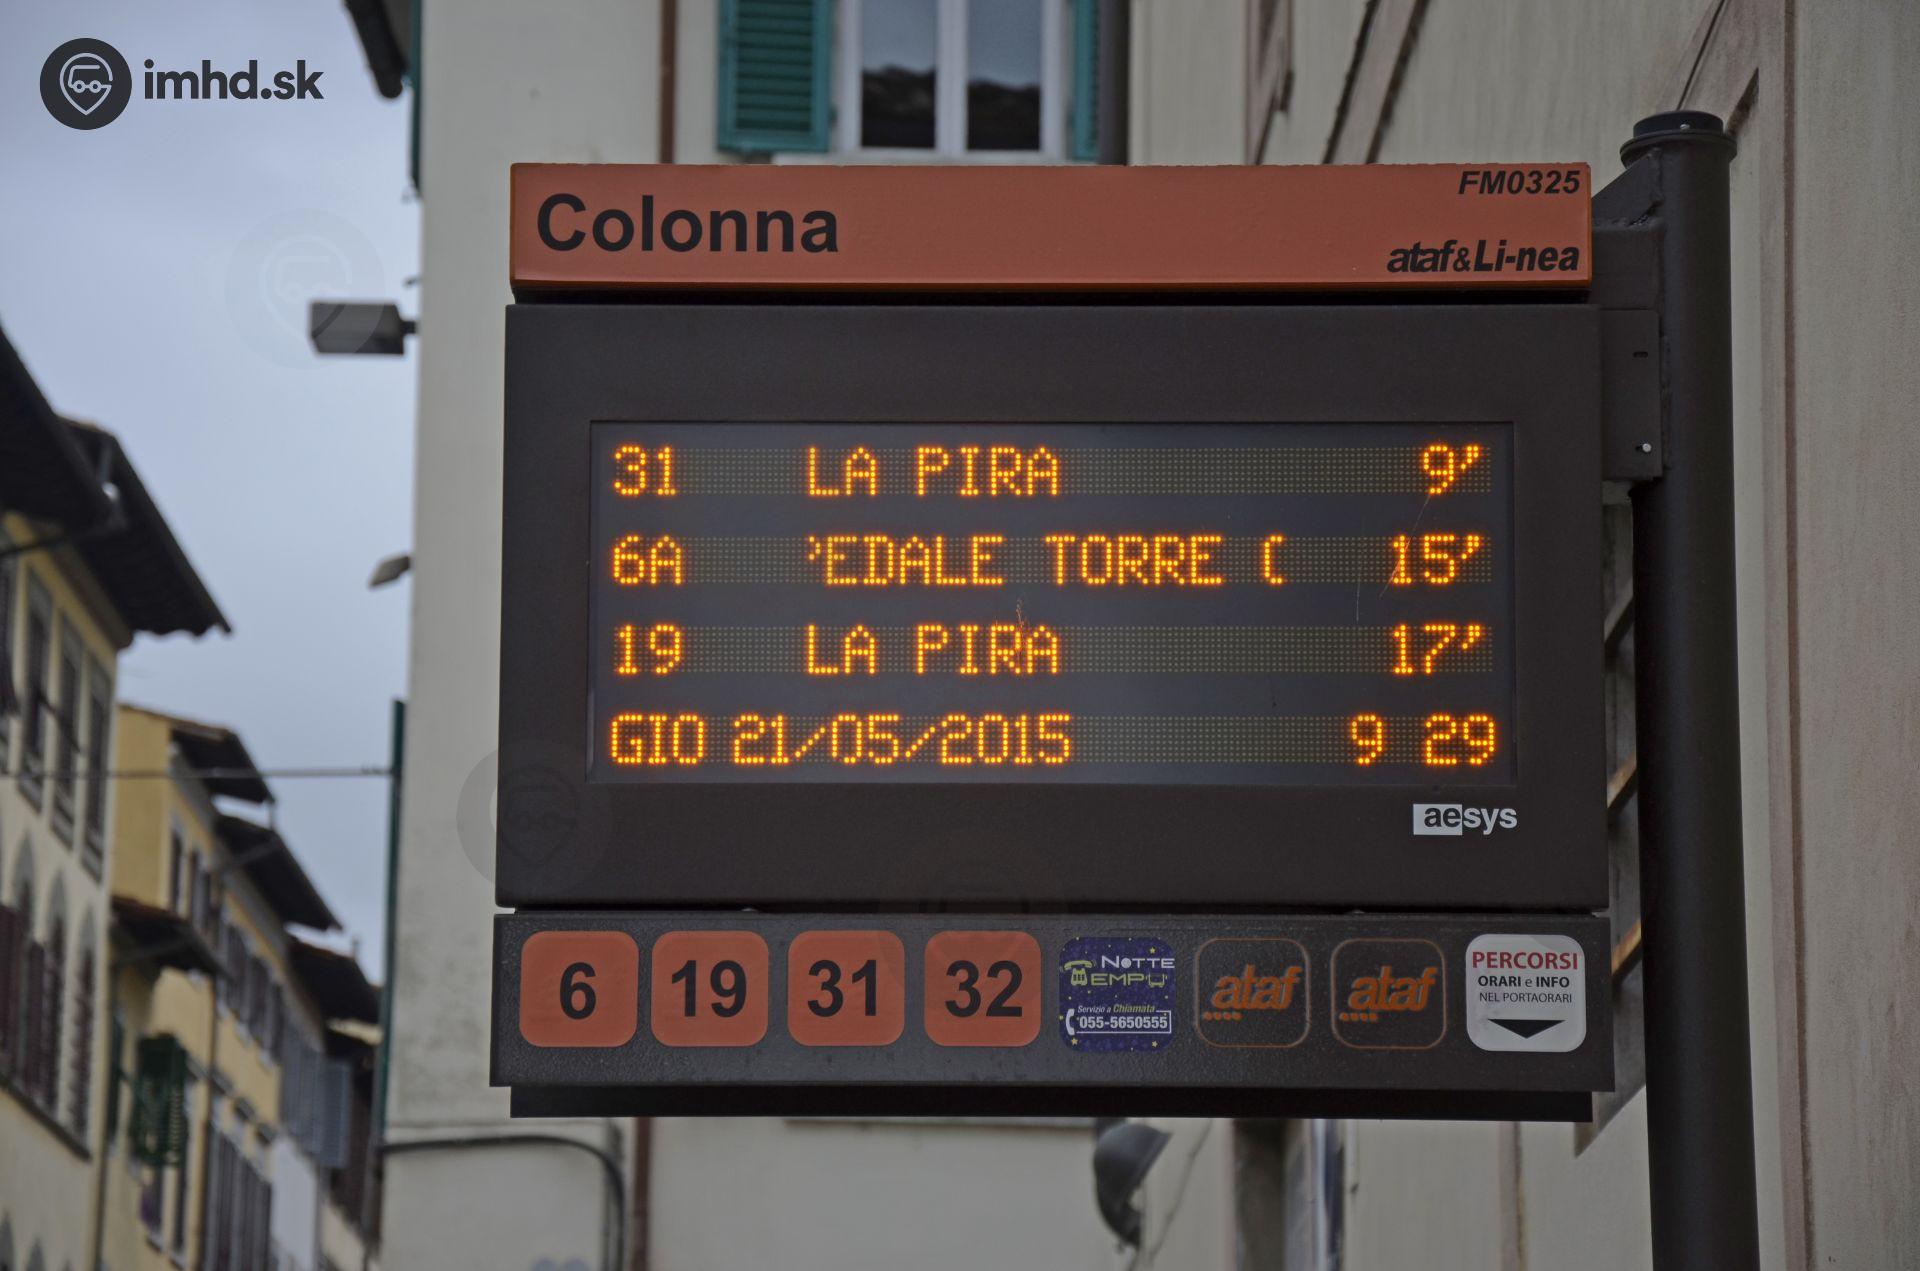 imhd.sk
FM0325
Colonna
ataf&Li-nea
31 LA PIRA 9'
6A EDALE TORRE 15'
19 LA PIRA 17'
GIO 21/05/2015 9 29
aesys
6 19 31 32
NOTTE
TEMPO
Servizio a Chiamata
055-5650555
ataf
ataf
PERCORSI
ORARI e INFO
NEL PORTAORARI